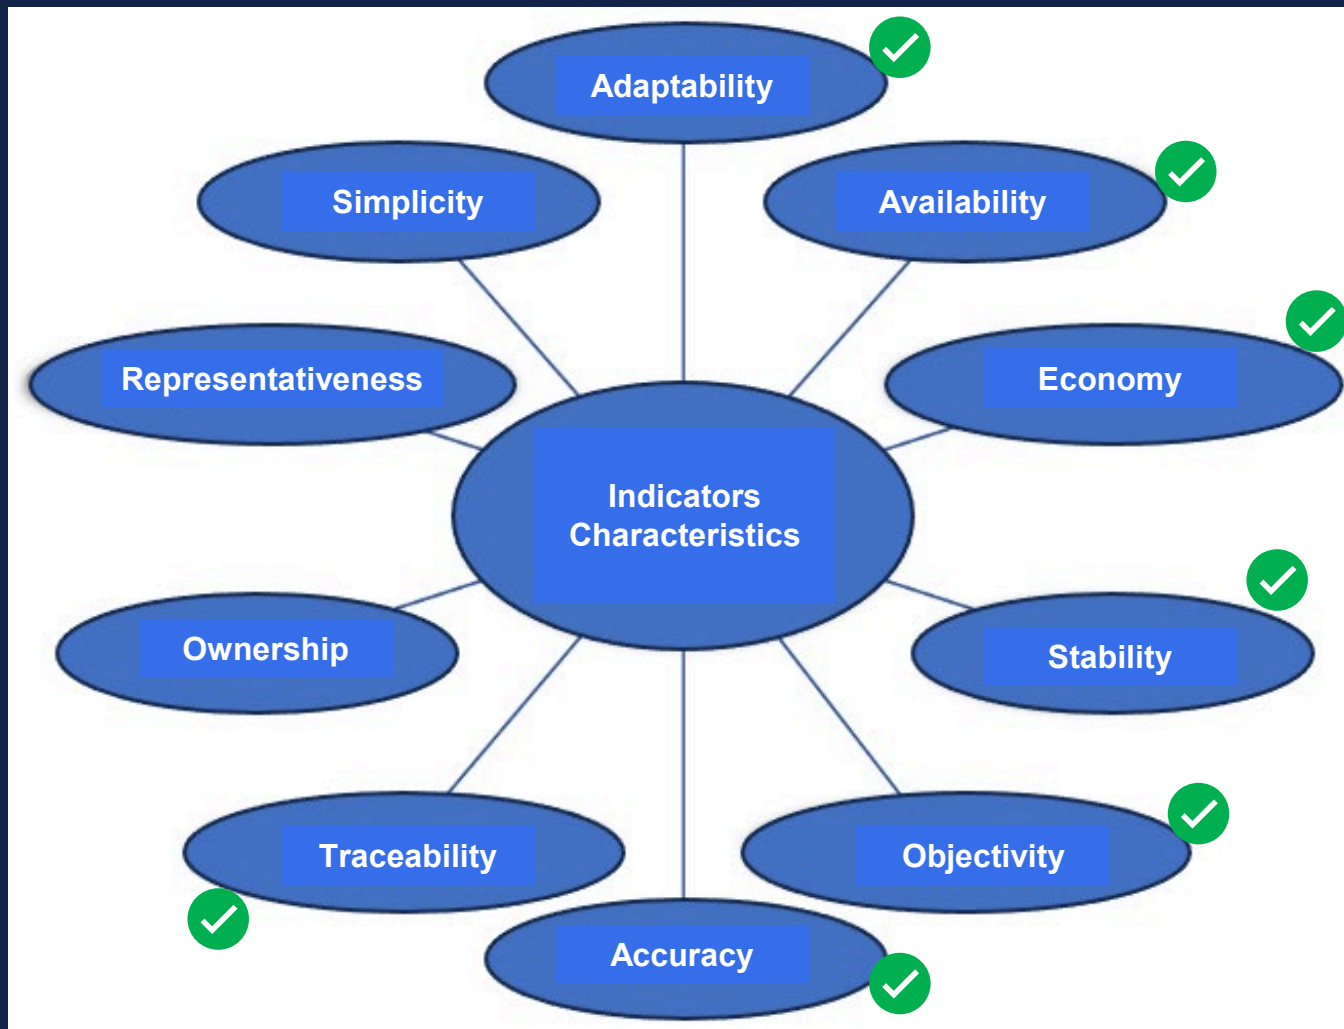 Adaptability
Simplicity
Availability
Representativeness
Economy
Indicators
Characteristics
Ownership
Stability
Traceability
Objectivity
Accuracy